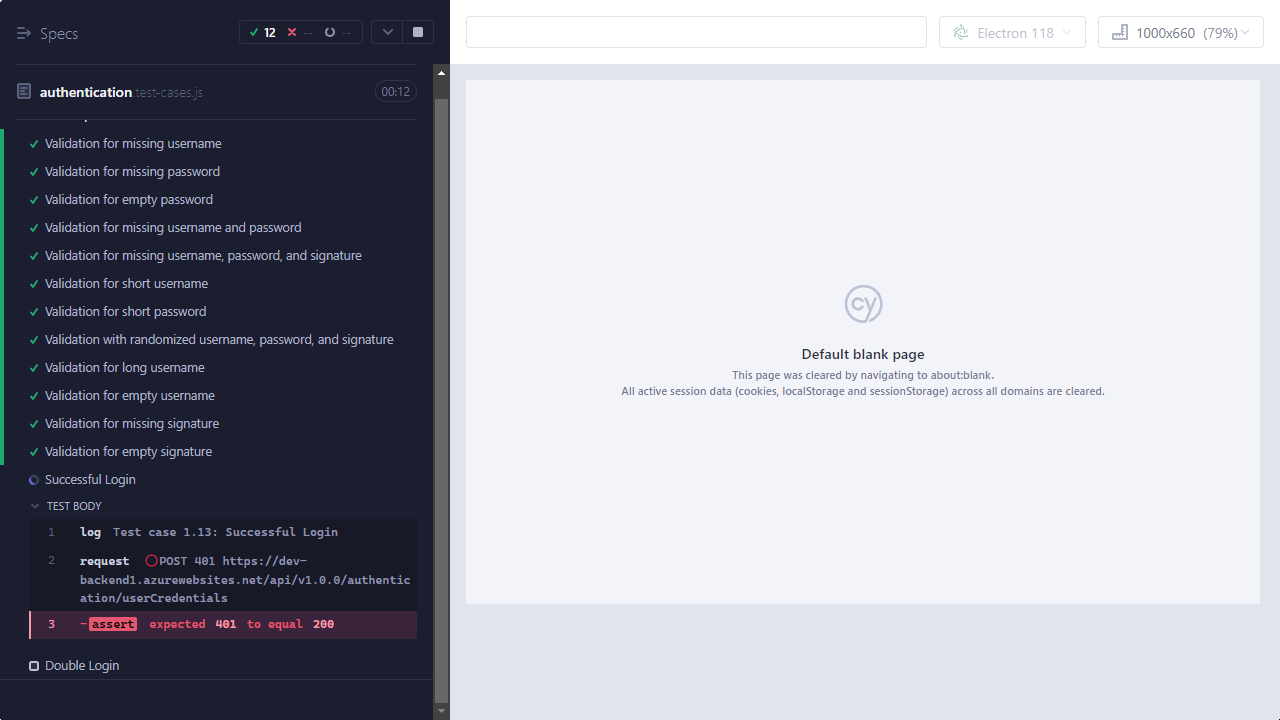 Specs
12
--
--
Electron 118
1000x660 (79%)
authentication.test-cases.js
00:12
Validation for missing username
Validation for missing password
Validation for empty password
Validation for missing username and password
Validation for missing username, password, and signature
Validation for short username
Validation for short password
Validation with randomized username, password, and signature
Validation for long username
Validation for empty username
Validation for missing signature
Validation for empty signature
Successful Login
TEST BODY
1 log Test case 1.13: Successful Login
2 request POST 401 https://dev-
backend1.azurewebsites.net/api/v1.0.0/authentic
ation/userCredentials
3 -assert expected 401 to equal 200
Double Login
cy
Default blank page
This page was cleared by navigating to about:blank.
All active session data (cookies, localStorage and sessionStorage) across all domains are cleared.